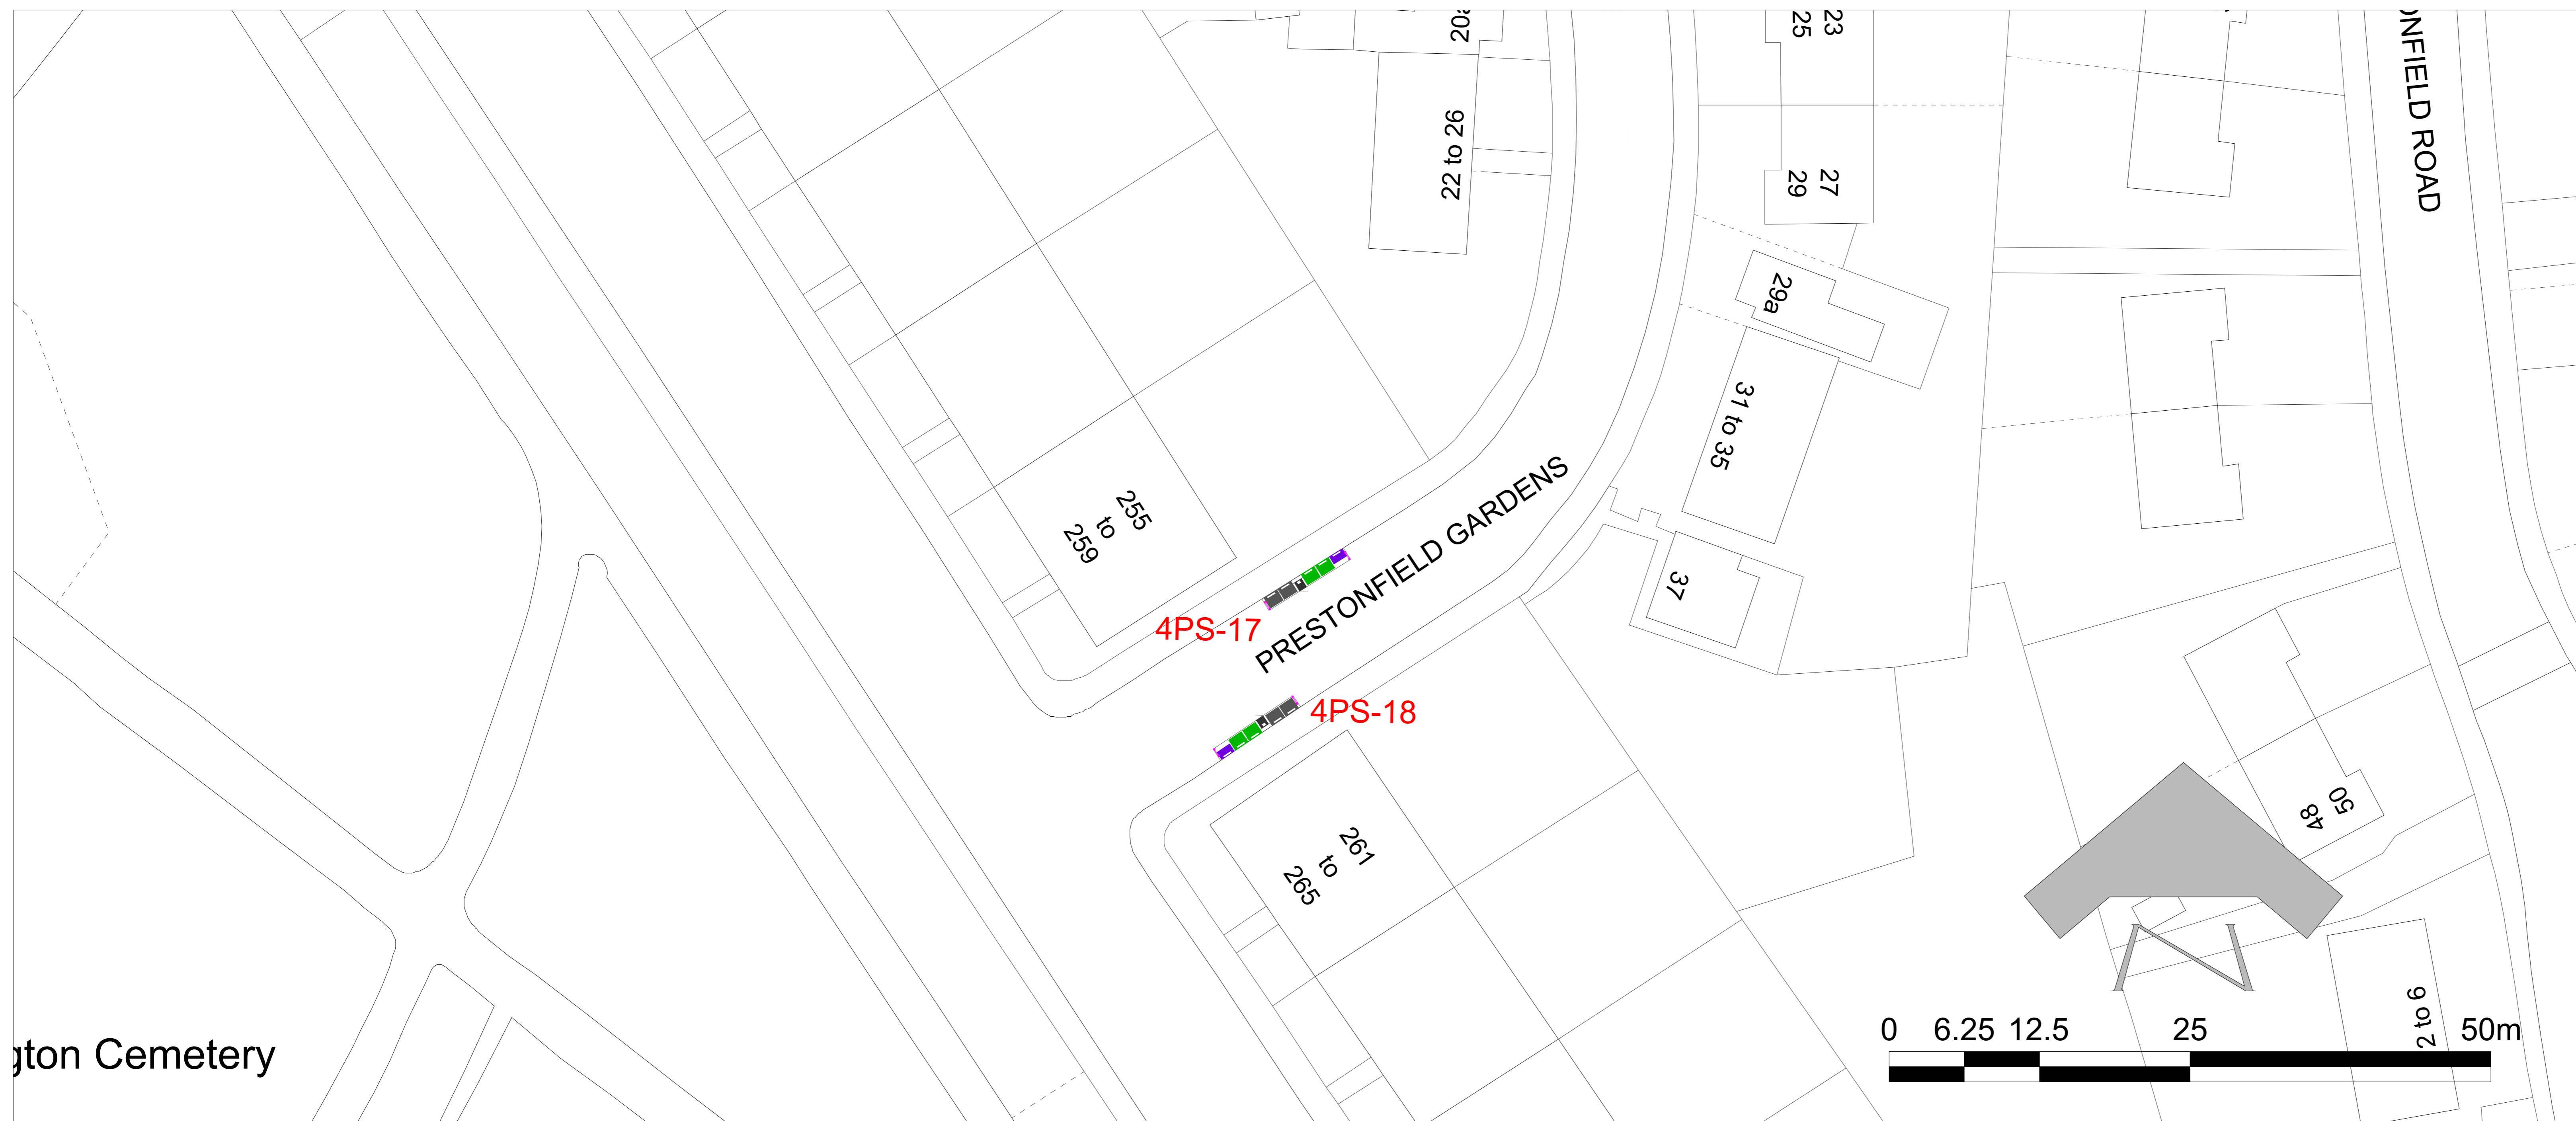 20a
25
23
ONFIELD ROAD
22 to 26
29
27
29a
31 to 35
PRESTONFIELD GARDENS
255
to
259
37
4PS-17
4PS-18
50
48
261
to
265
2 to 6
0 6.25 12.5 25 50m
gton Cemetery
N